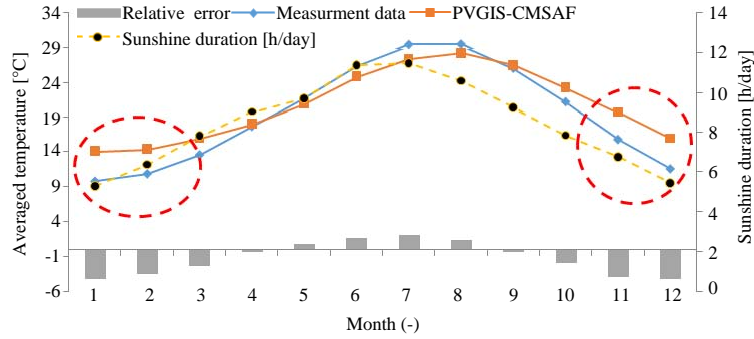 Relative error
Measurment data
PVGIS-CMSAF
Sunshine duration [h/day]
Averaged temperature [°C]
34
29
24
19
14
9
4
-1
-6
14
12
10
8
6
4
2
0
Sunshine duration [h/day]
1 2 3 4 5 6 7 8 9 10 11 12
Month (-)